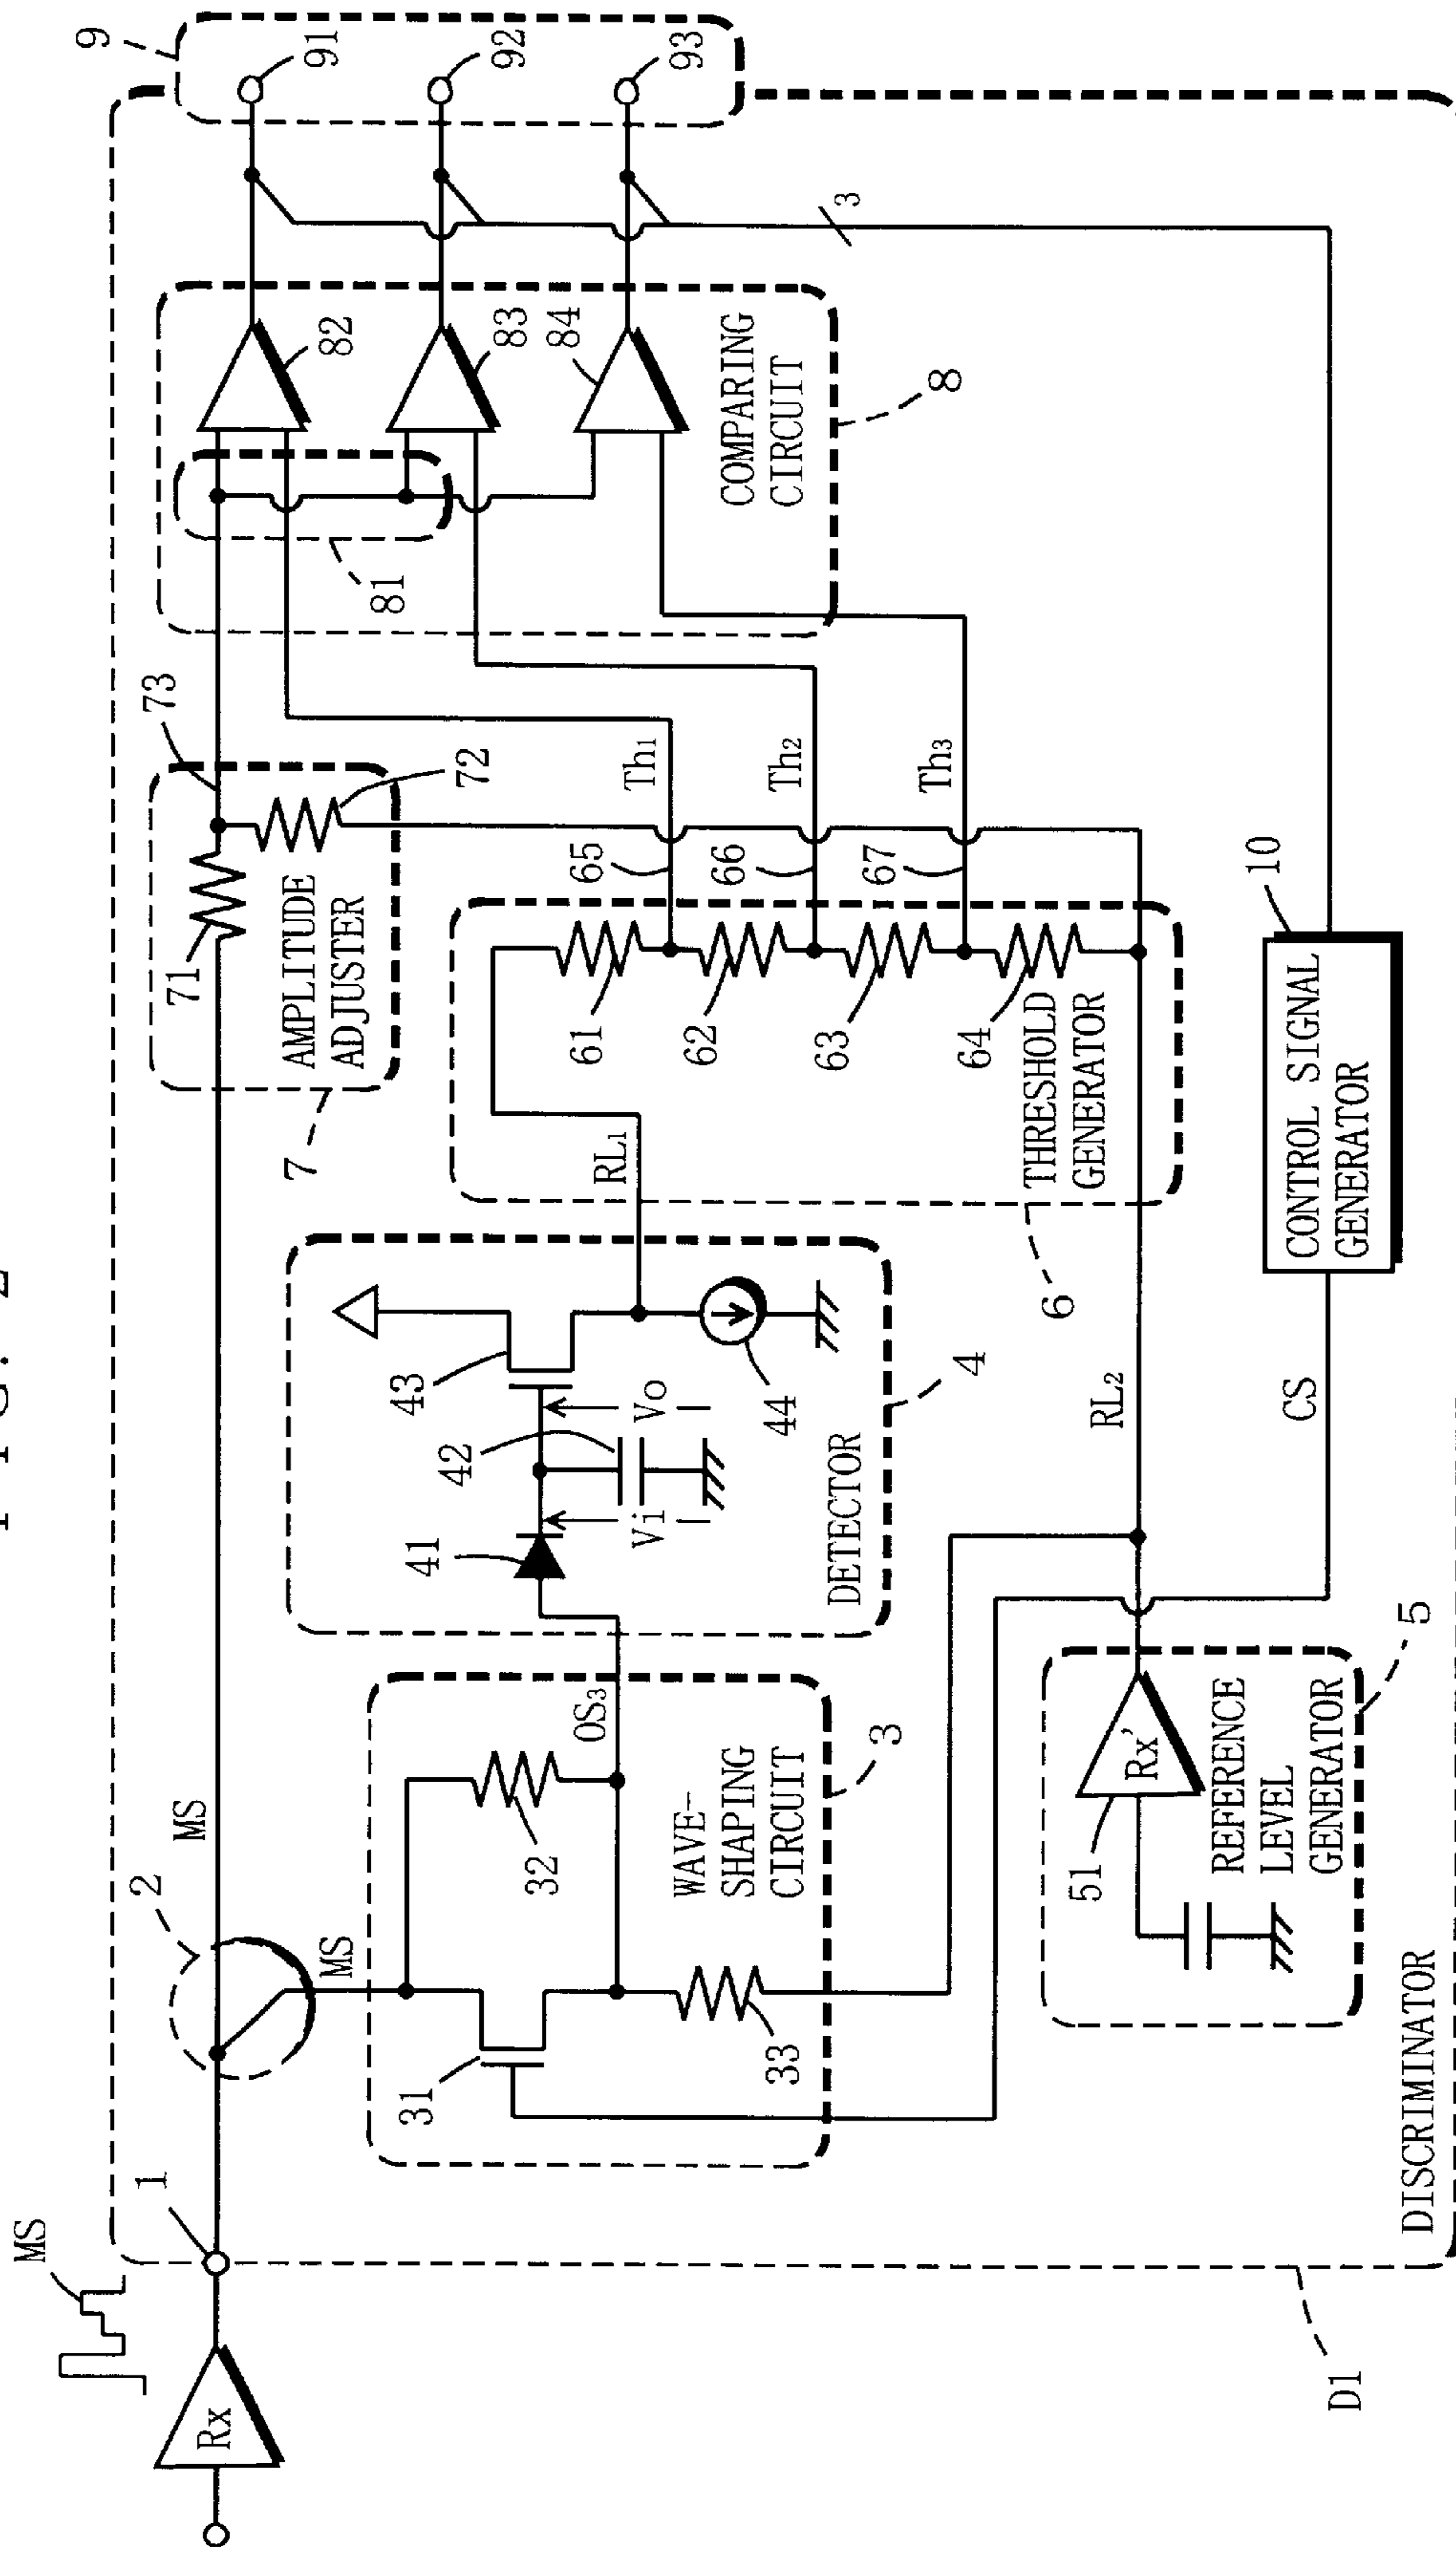 FIG. 2
MS
Rx
1
2
MS
MS
7
71
72
73
AMPLITUDE
ADJUSTER
9
91
92
93
82
83
84
81
COMPARING
CIRCUIT
8
3
31
32
33
OS3
WAVE-
SHAPING
CIRCUIT
3
41
42
43
44
Vi
Vo
DETECTOR
4
RL1
61
62
63
64
65
66
67
Th1
Th2
Th3
THRESHOLD
GENERATOR
6
51
Rx'
REFERENCE
LEVEL
GENERATOR
5
RL2
CS
CONTROL SIGNAL
GENERATOR
10
DISCRIMINATOR
D1